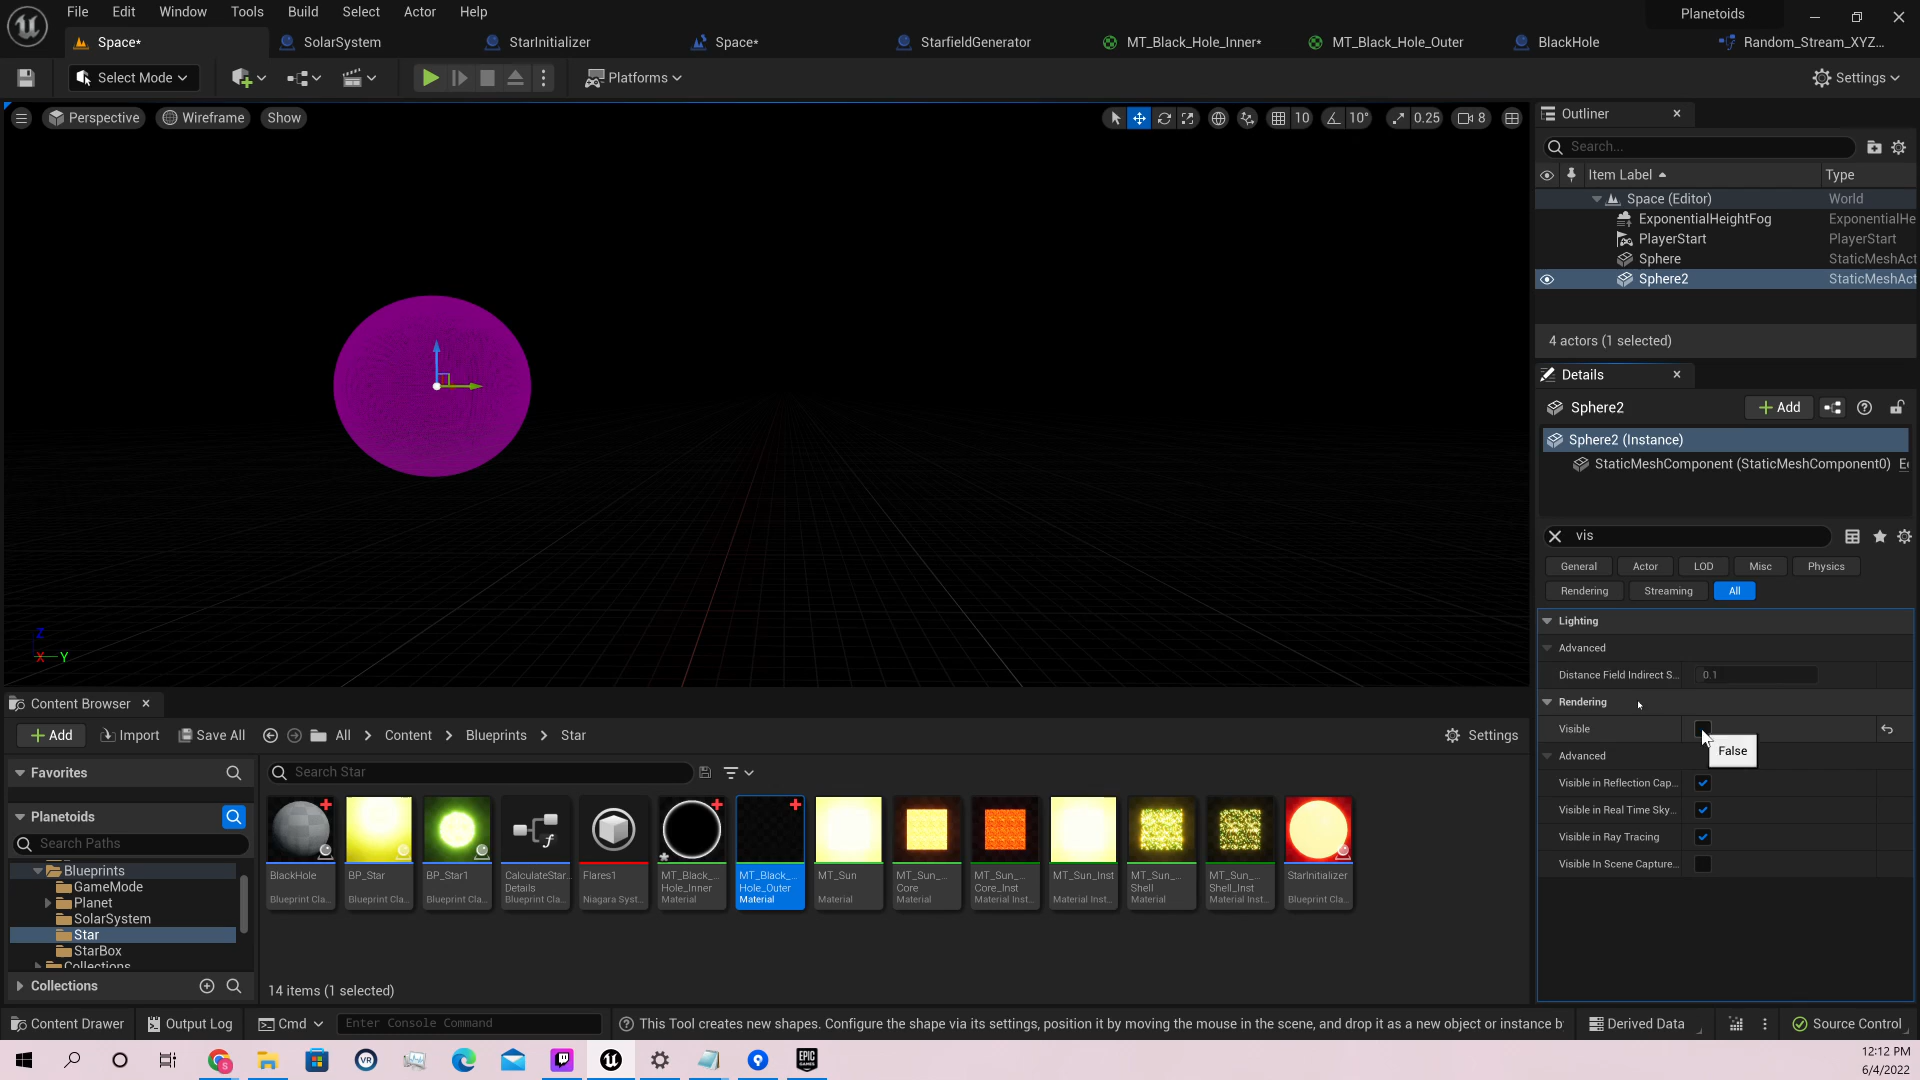 File Edit Window Tools Build Select Actor Help
Planetoids
Space*
SolarSystem
StarInitializer
Space*
StarfieldGenerator
MT_Black_Hole_Inner*
MT_Black_Hole_Outer
BlackHole
Random_Stream_XYZ...
Select Mode
Platforms
Settings
Perspective
Wireframe
Show
10
10°
0.25
8
Z
X
Y
Outliner
Search...
Item Label
Type
Space (Editor) World
ExponentialHeightFog ExponentialHe
PlayerStart PlayerStart
Sphere StaticMeshAct
Sphere2 StaticMeshAct
4 actors (1 selected)
Details
Sphere2
Add
Sphere2 (Instance)
StaticMeshComponent (StaticMeshComponent0)
vis
General Actor LOD Misc Physics
Rendering Streaming All
Lighting
Advanced
Distance Field Indirect S... 0.1
Rendering
Visible
False
Advanced
Visible in Reflection Cap...
Visible in Real Time Sky...
Visible in Ray Tracing
Visible In Scene Capture...
Content Browser
Add
Import
Save All
All
Content
Blueprints
Star
Settings
Favorites
Planetoids
Search Paths
Blueprints
GameMode
Planet
SolarSystem
Star
StarBox
Collections
Collections
Search Star
BlackHole
Blueprint Cla...
BP_Star
Blueprint Cla...
BP_Star1
Blueprint Cla...
CalculateStar
Details
Blueprint Cla...
Flares1
Niagara Syst...
MT_Black_...
Hole_Inner
Material
MT_Black_...
Hole_Outer
Material
MT_Sun
Material
MT_Sun_...
Core
Material
MT_Sun_...
Core_Inst
Material Inst...
MT_Sun_Inst
Material Inst...
MT_Sun_...
Shell
Material
MT_Sun_...
Shell_Inst
Material Inst...
StarInitializer
Blueprint Cla...
14 items (1 selected)
Content Drawer
Output Log
Cmd
Enter Console Command
This Tool creates new shapes. Configure the shape via its settings, position it by moving the mouse in the scene, and drop it as a new object or instance b
Derived Data
Source Control
VR
EPIC
GAMES
12:12 PM
6/4/2022